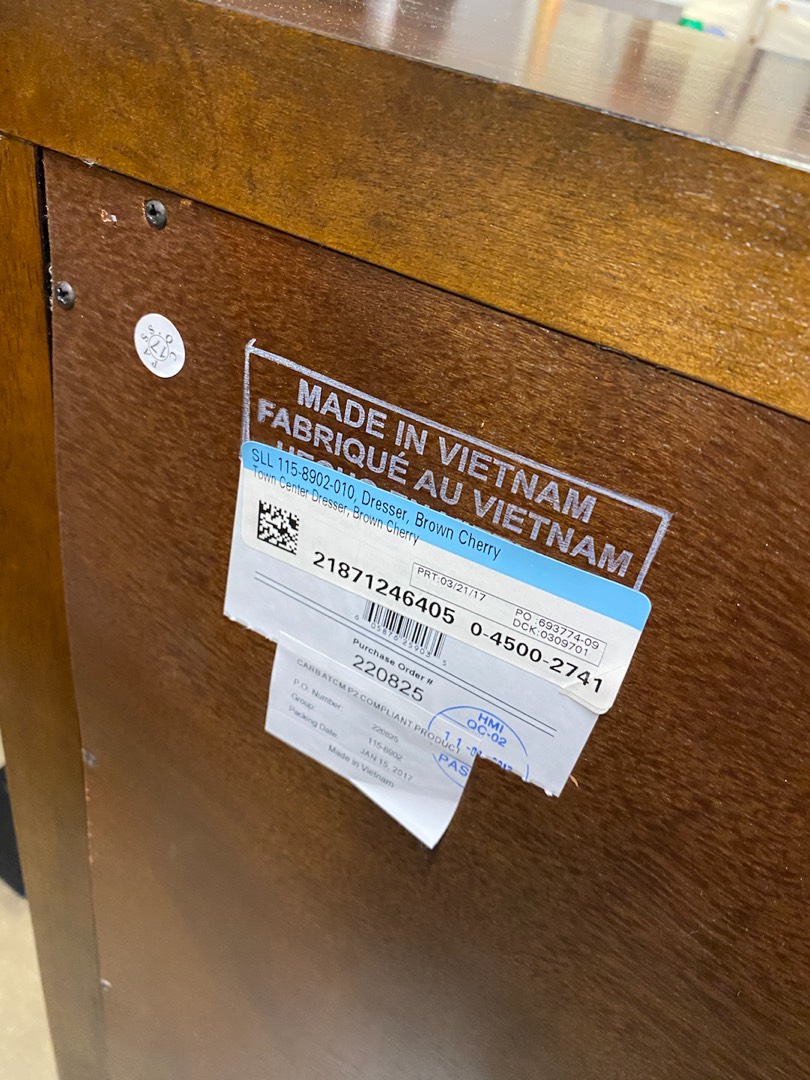 MADE IN VIETNAM
FABRIQUÉ AU VIETNAM
SLL 115-8902-010, Dresser, Brown Cherry
Town Center Dresser, Brown Cherry
PRT:03/21/17
PO :693774-09
DCK:0309701
21871246405 0-4500-2741
Purchase Order #
220825
CARB ATCM P2 COMPLIANT PRODUCT
P.O. Number: 220825
Group: 115-8902
Packing Date: JAN 15, 2017
Made in Vietnam
HMI
QC-02
PAS
17